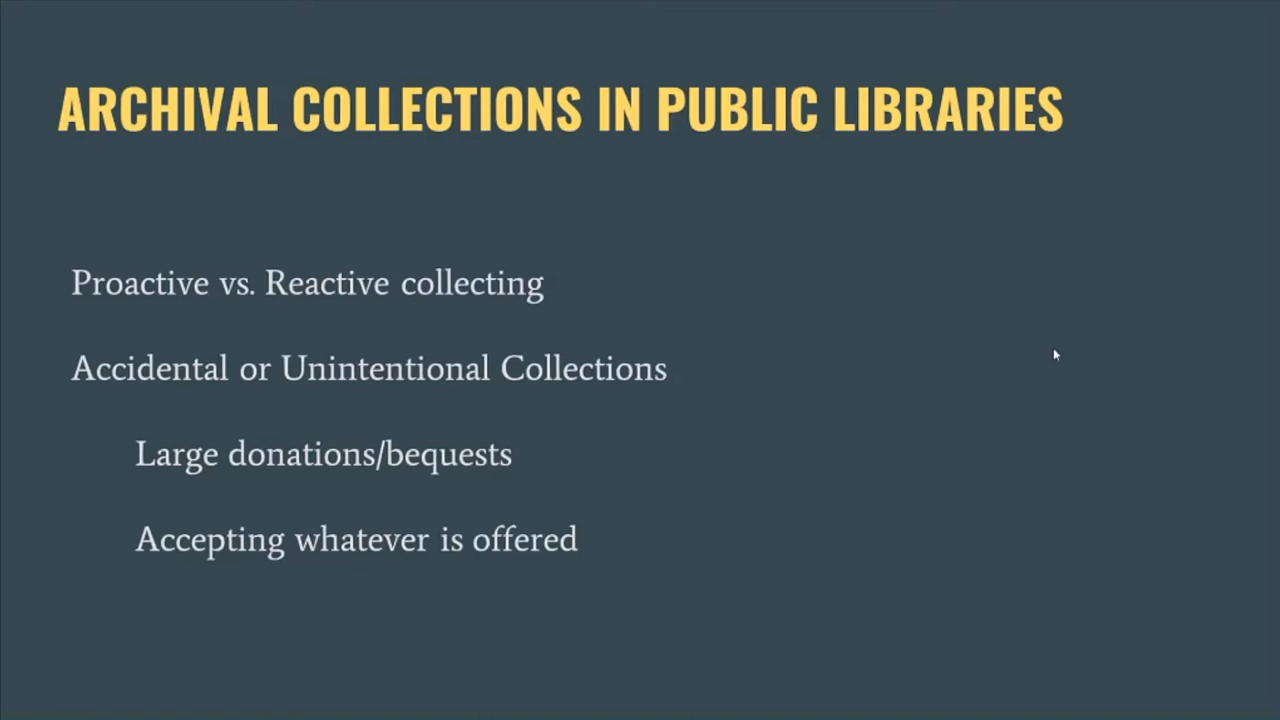 ARCHIVAL COLLECTIONS IN PUBLIC LIBRARIES
Proactive vs. Reactive collecting
Accidental or Unintentional Collections
Large donations/bequests
Accepting whatever is offered